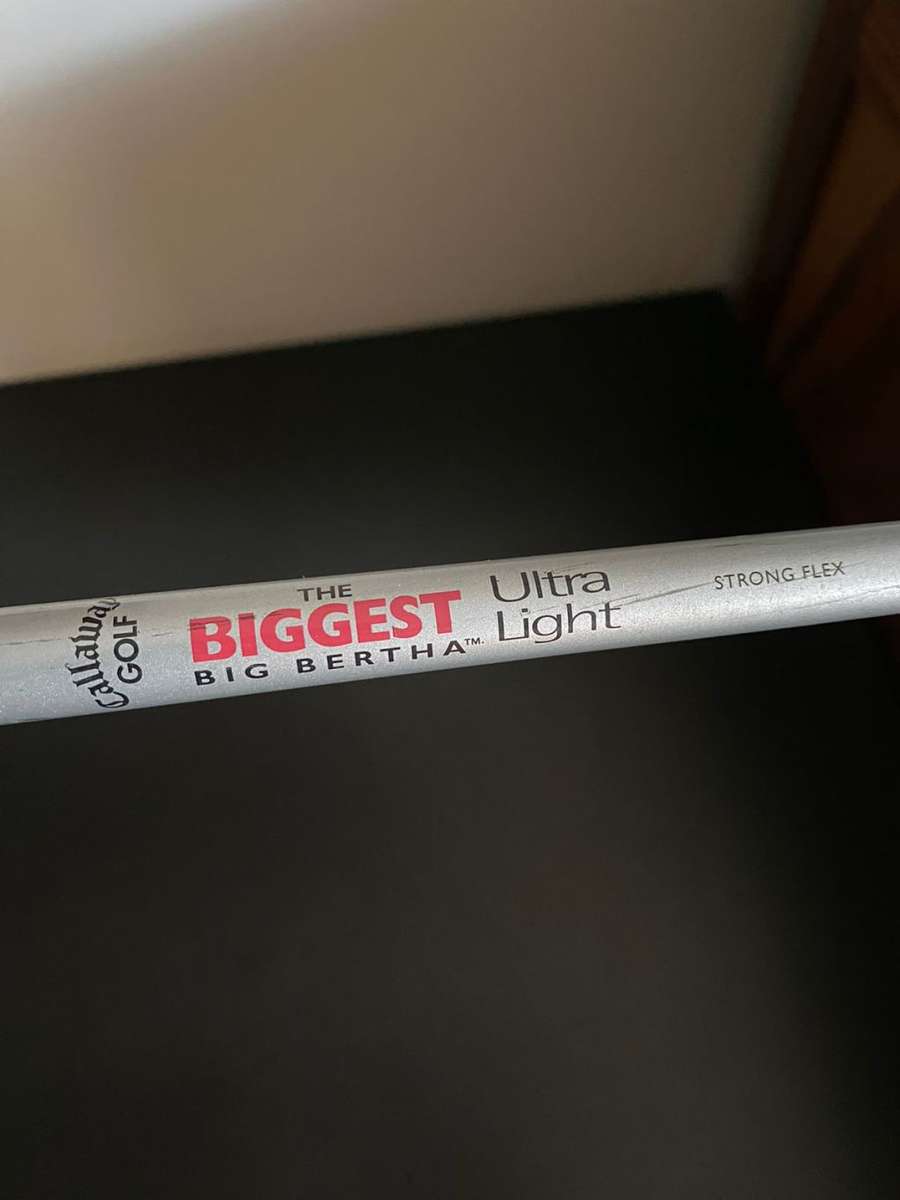 Callaway
GOLF
THE
BIGGEST
BIG BERTHA™
Ultra
Light
STRONG FLEX